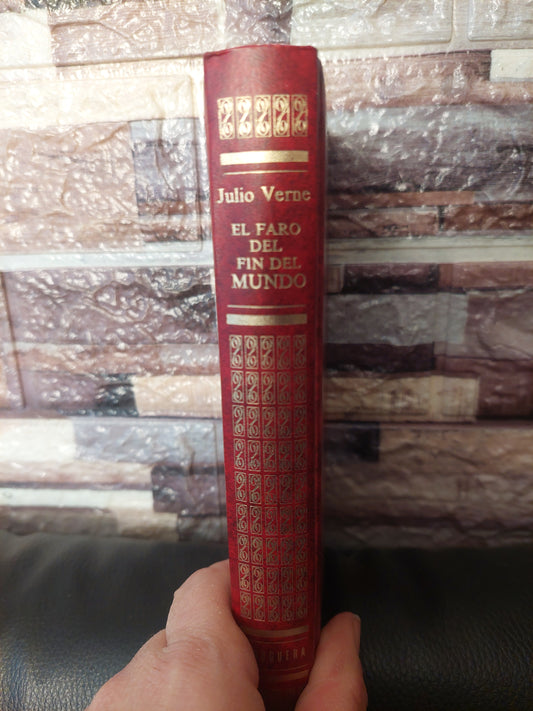 Julio Verne
EL FARO
DEL
FIN DEL
MUNDO